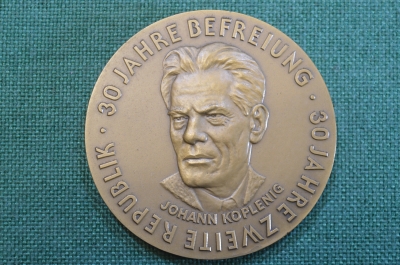 30 JAHRE BEFREIUNG · 30 JAHRE ZWEITE REPUBLIK ·
JOHANN KOPLENIG